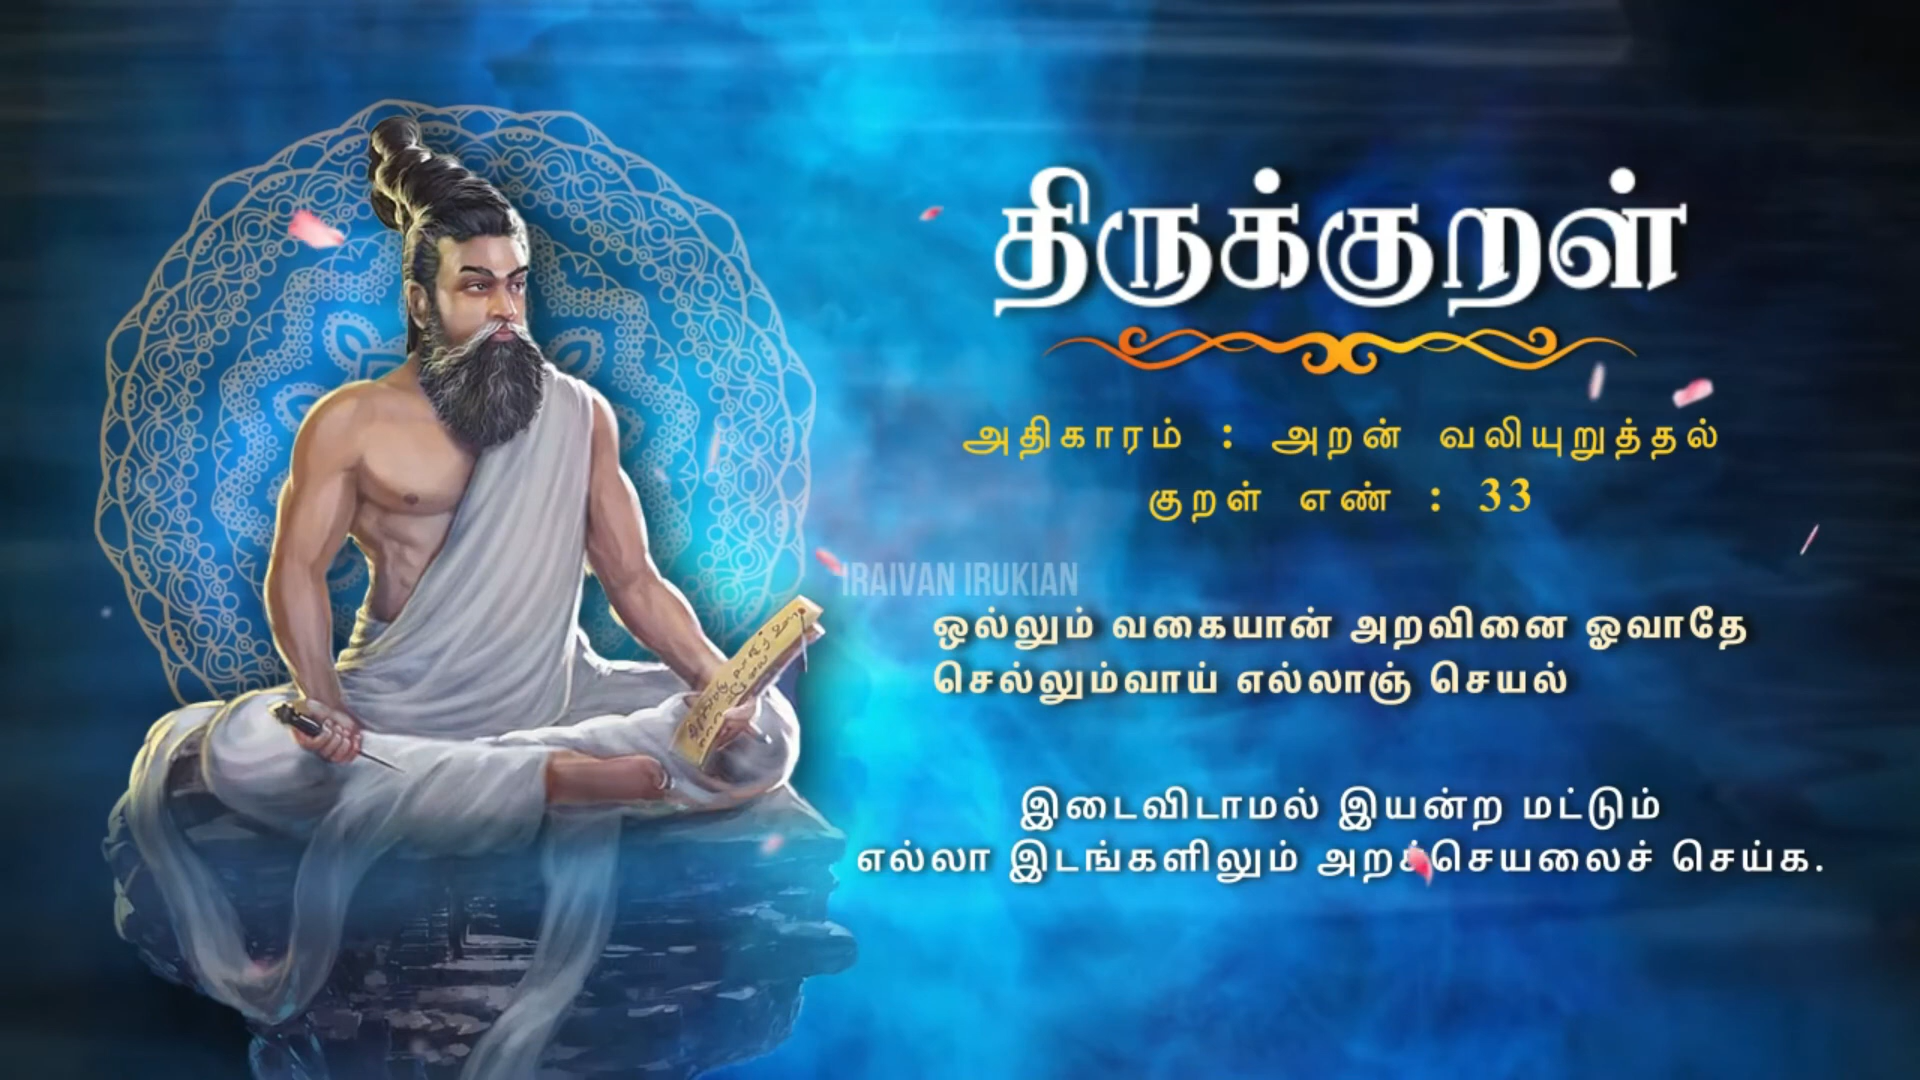 திருக்குறள்
அதிகாரம் : அறன் வலியுறுத்தல்
குறள் எண் : 33
IRAIVAN IRUKIAN
ஒல்லும் வகையான் அறவினை ஓவாதே
செல்லும்வாய் எல்லாஞ் செயல்
இடைவிடாமல் இயன்ற மட்டும்
எல்லா இடங்களிலும் அறச்செயலைச் செய்க.